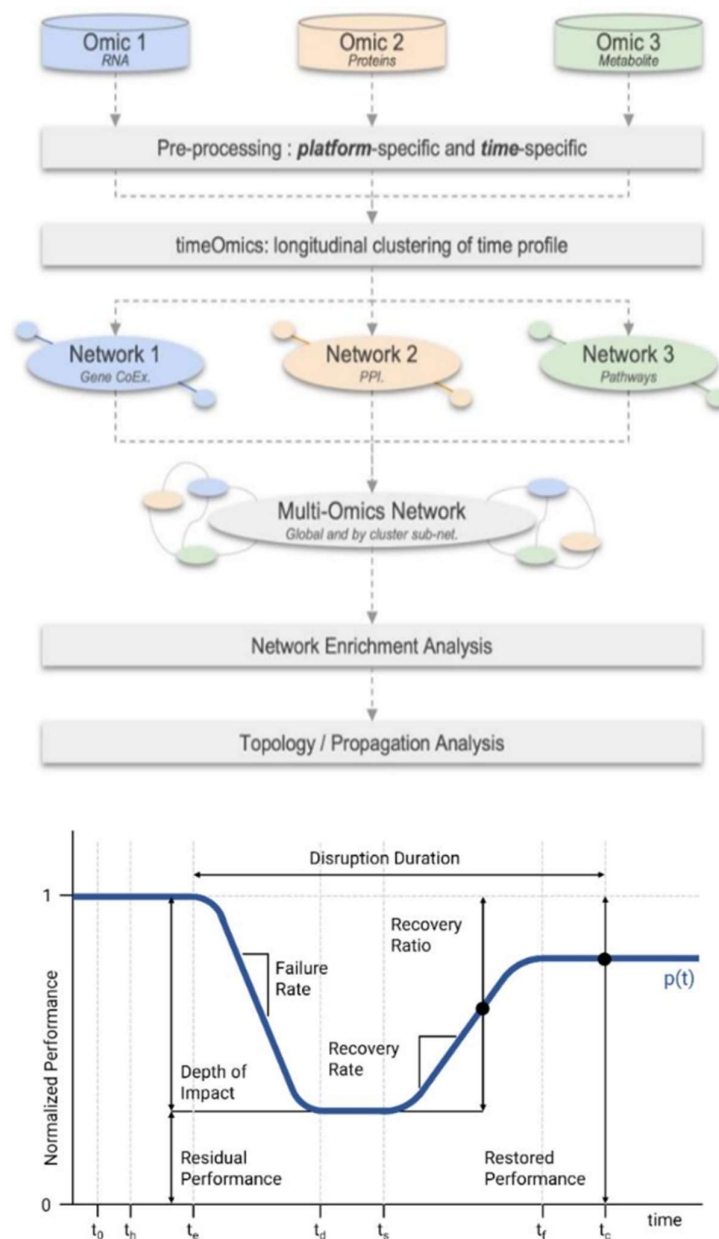 Omic 1
RNA
Omic 2
Proteins
Omic 3
Metabolite
Pre-processing : platform-specific and time-specific
timeOmics: longitudinal clustering of time profile
Network 1
Gene CoEx.
Network 2
PPI.
Network 3
Pathways
Multi-Omics Network
Global and by cluster sub-net.
Network Enrichment Analysis
Topology / Propagation Analysis
Disruption Duration
1
Recovery
Ratio
Failure
Rate
p(t)
Recovery
Rate
Depth of
Impact
Normalized Performance
Residual
Performance
Restored
Performance
0
time
t0
th
te
td
ts
tf
tc